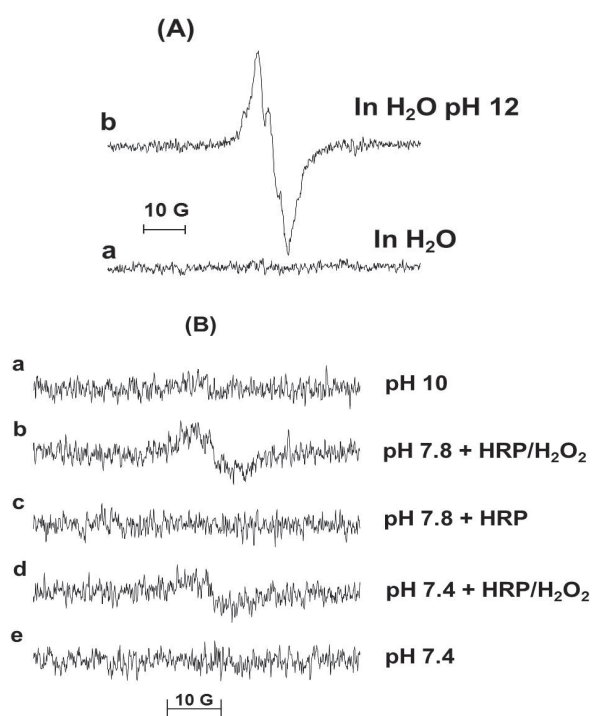 (A)
b In H₂O pH 12
10 G
a In H₂O
(B)
a pH 10
b pH 7.8 + HRP/H₂O₂
c pH 7.8 + HRP
d pH 7.4 + HRP/H₂O₂
e pH 7.4
10 G